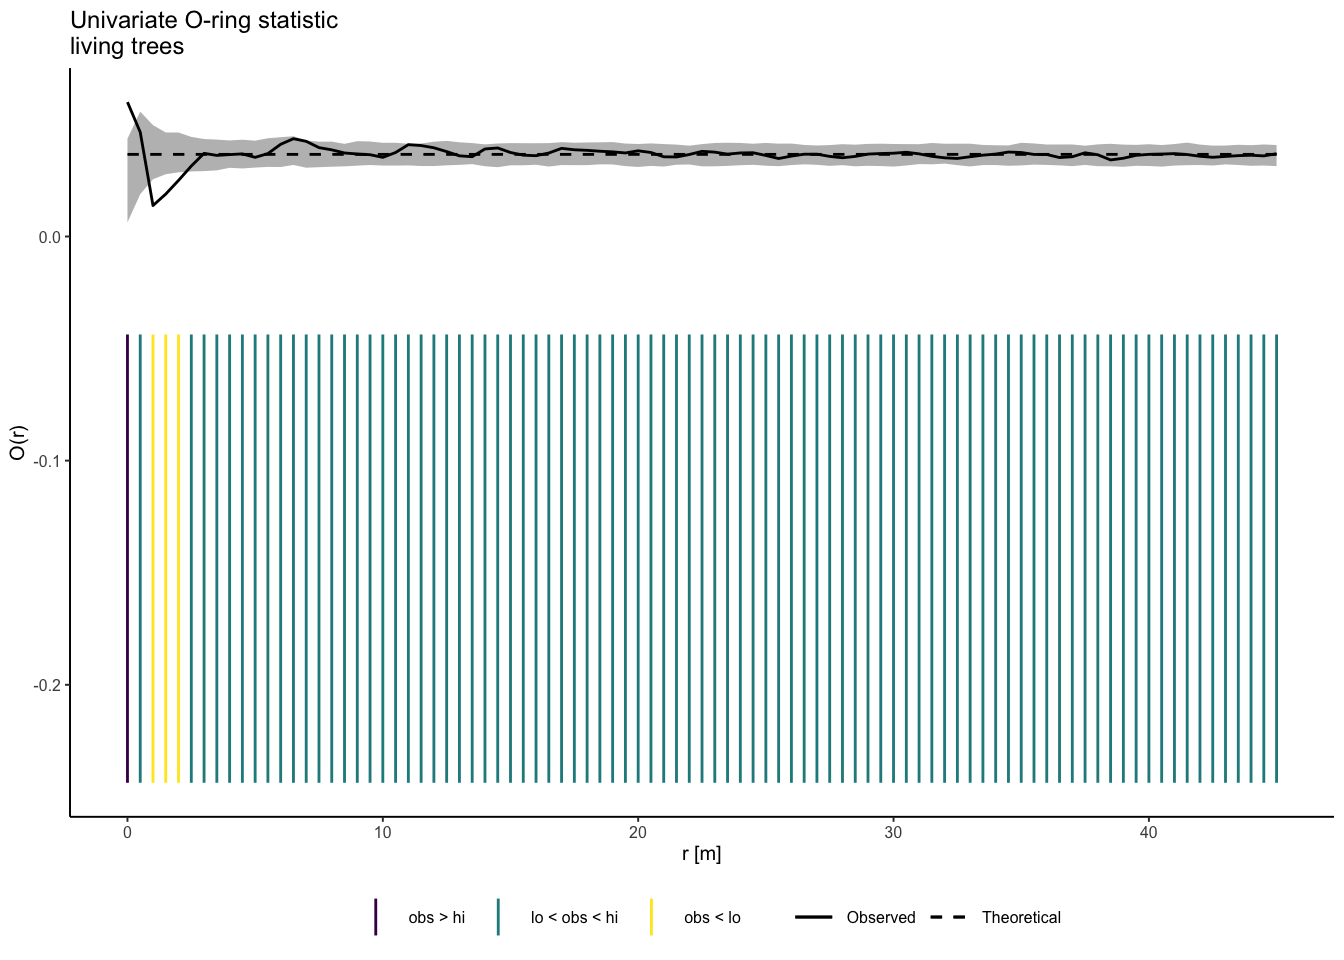 Univariate O-ring statistic
living trees
O(r)
0.0
-0.1
-0.2
0 10 20 30 40
r [m]
obs > hi lo < obs < hi obs < lo Observed Theoretical